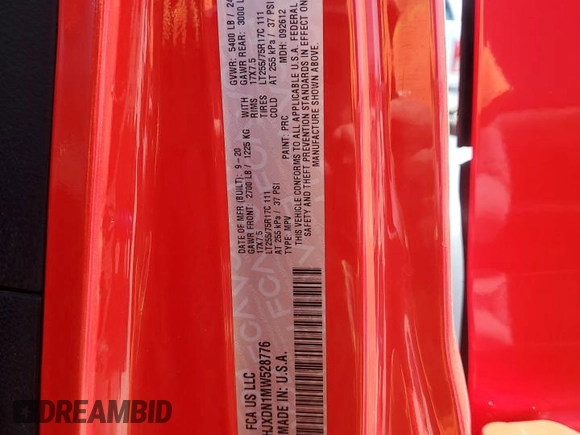 FCA US LLC
DATE OF MFR (BUILT): 9-20
GVWR: 5400 LB
GAWR FRONT 2700 LB / 1225 KG WITH GAWR REAR: 3000 L
17X7.5 RIMS 17X7.5
LT255/75R17C 111 TIRES LT255/75R17C 111
AT 255 kPa / 37 PSI COLD AT 255 kPa / 37 PSI
TYPE: MPV PAINT: PRC MDH: 092612
THIS VEHICLE CONFORMS TO ALL APPLICABLE U.S.A. FEDERAL
SAFETY AND THEFT PREVENTION STANDARDS IN EFFECT ON
MANUFACTURE SHOWN ABOVE.
HJXDN1MW528776
MADE IN: U.S.A.
DREAMBID